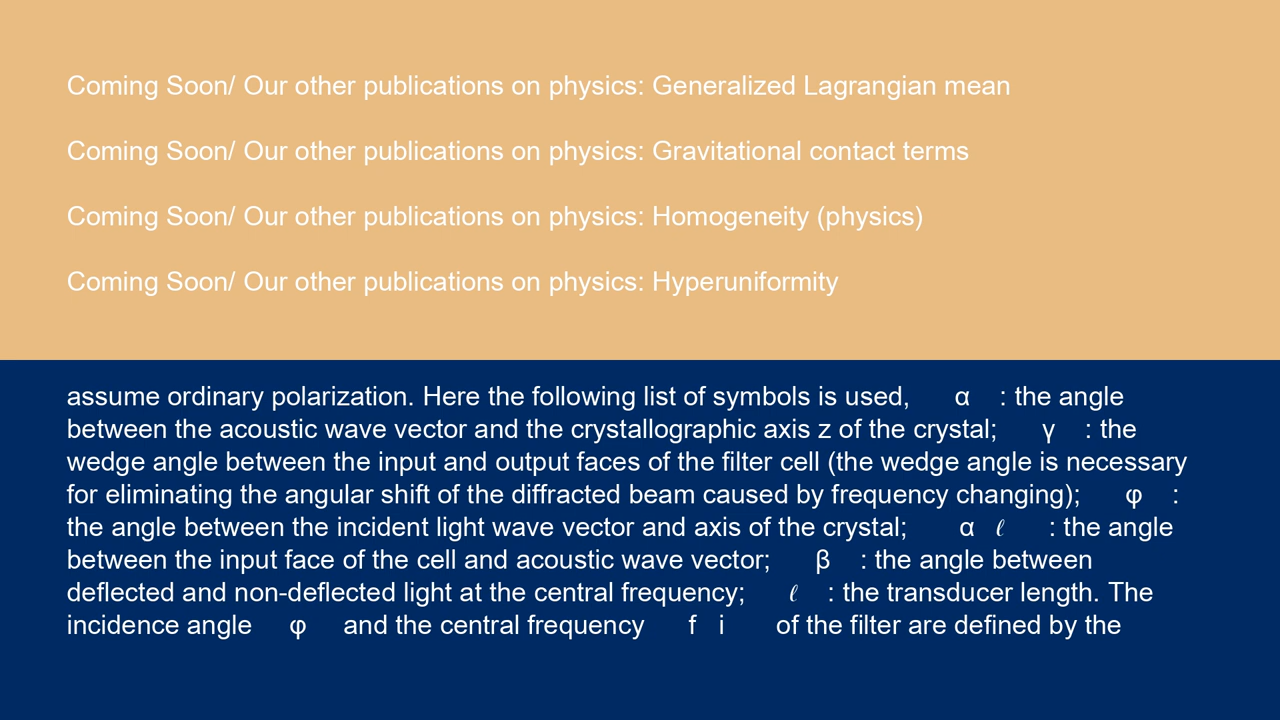 Coming Soon/ Our other publications on physics: Generalized Lagrangian mean
Coming Soon/ Our other publications on physics: Gravitational contact terms
Coming Soon/ Our other publications on physics: Homogeneity (physics)
Coming Soon/ Our other publications on physics: Hyperuniformity
assume ordinary polarization. Here the following list of symbols is used, α : the angle
between the acoustic wave vector and the crystallographic axis z of the crystal; γ : the
wedge angle between the input and output faces of the filter cell (the wedge angle is necessary
for eliminating the angular shift of the diffracted beam caused by frequency changing); φ :
the angle between the incident light wave vector and axis of the crystal; α ℓ : the angle
between the input face of the cell and acoustic wave vector; β : the angle between
deflected and non-deflected light at the central frequency; ℓ : the transducer length. The
incidence angle φ and the central frequency f i of the filter are defined by the